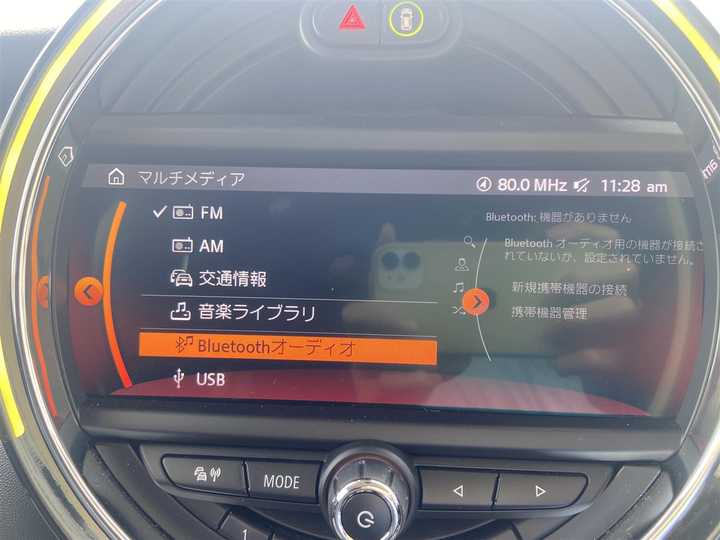 マルチメディア
80.0 MHz 11:28 am
FM
AM
交通情報
音楽ライブラリ
Bluetoothオーディオ
USB
Bluetooth: 機器がありません
Bluetooth オーディオ用の機器が接続さ
れていないか、設定されていません。
新規携帯機器の接続
携帯機器管理
MODE
1